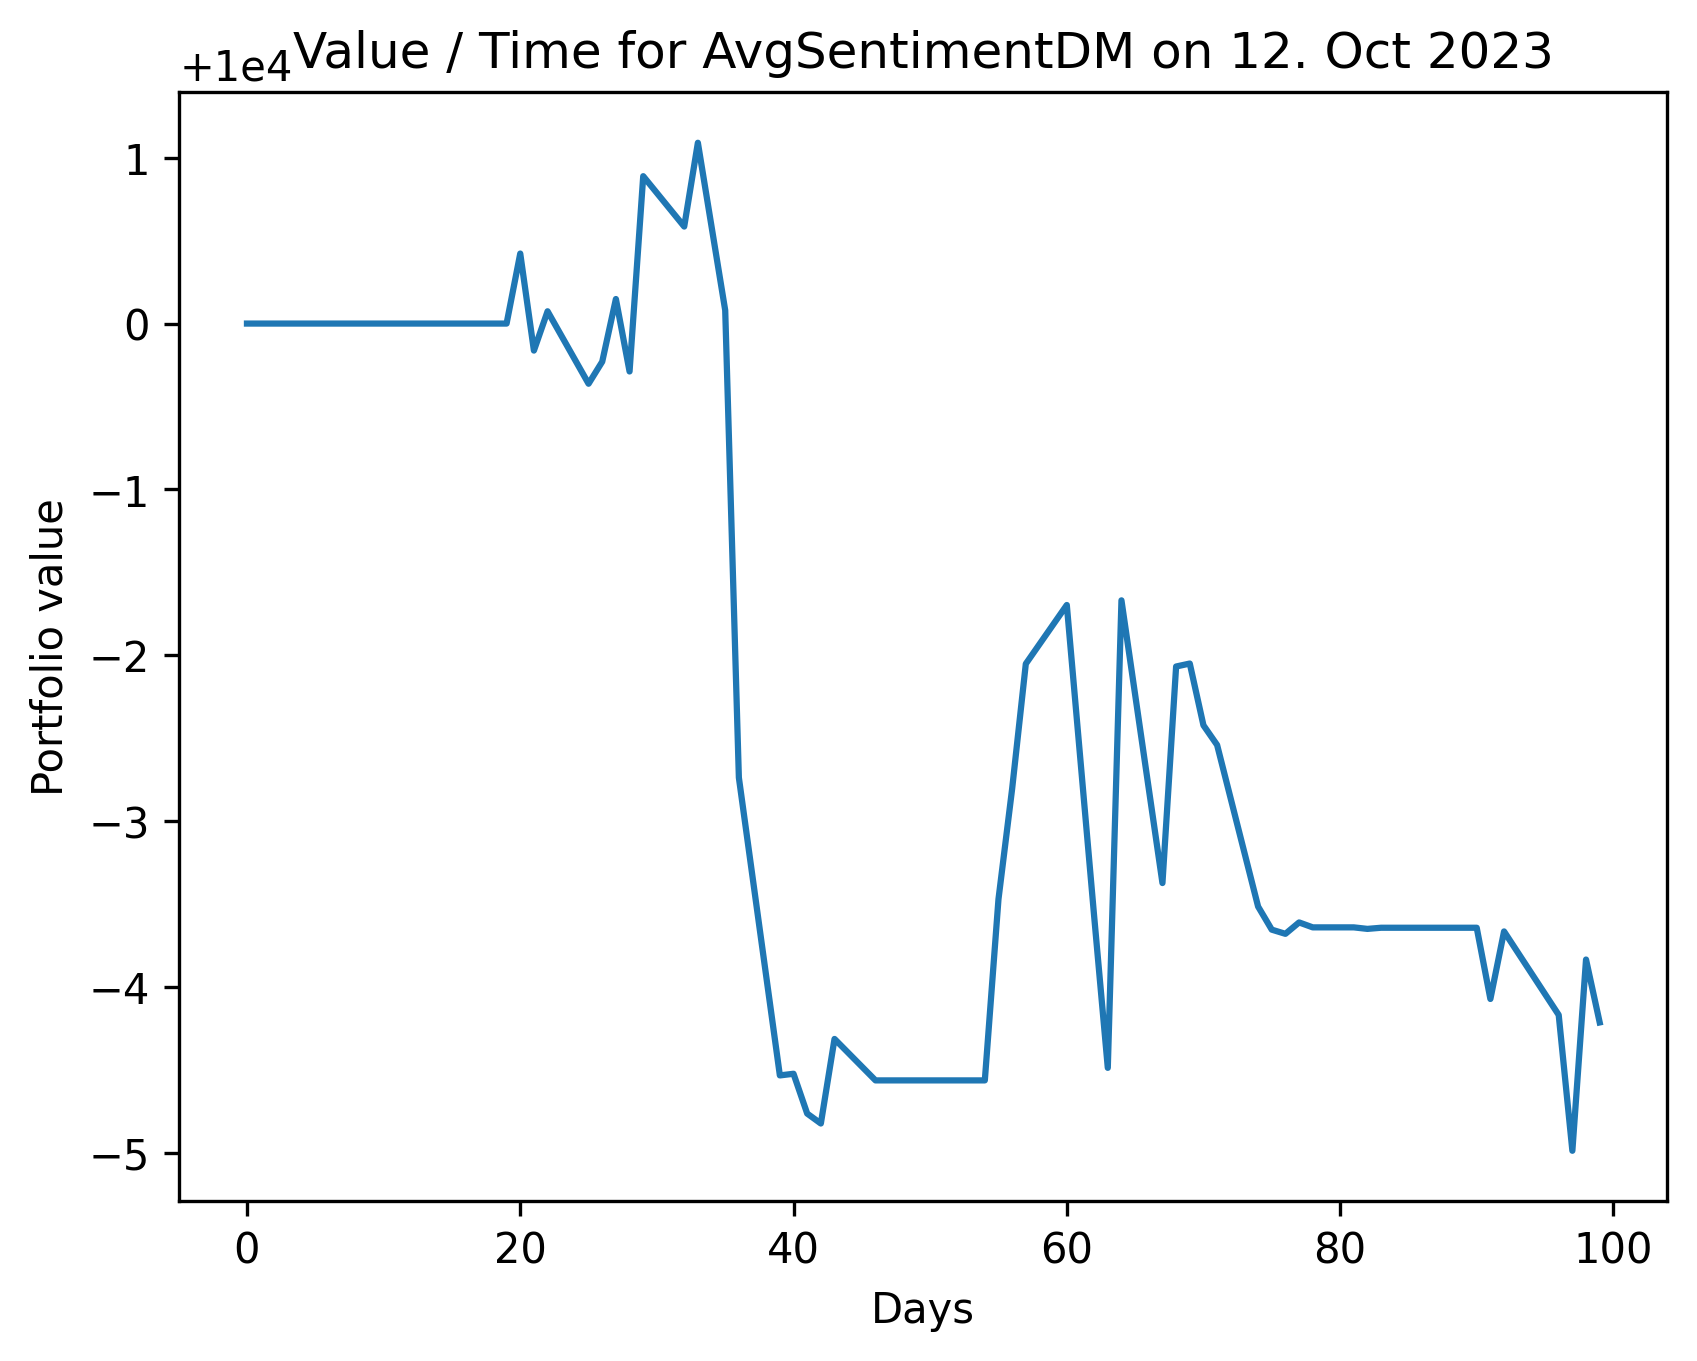 Value / Time for AvgSentimentDM on 12. Oct 2023
+1e4
1
0
−1
−2
−3
−4
−5
Portfolio value
0 20 40 60 80 100
Days